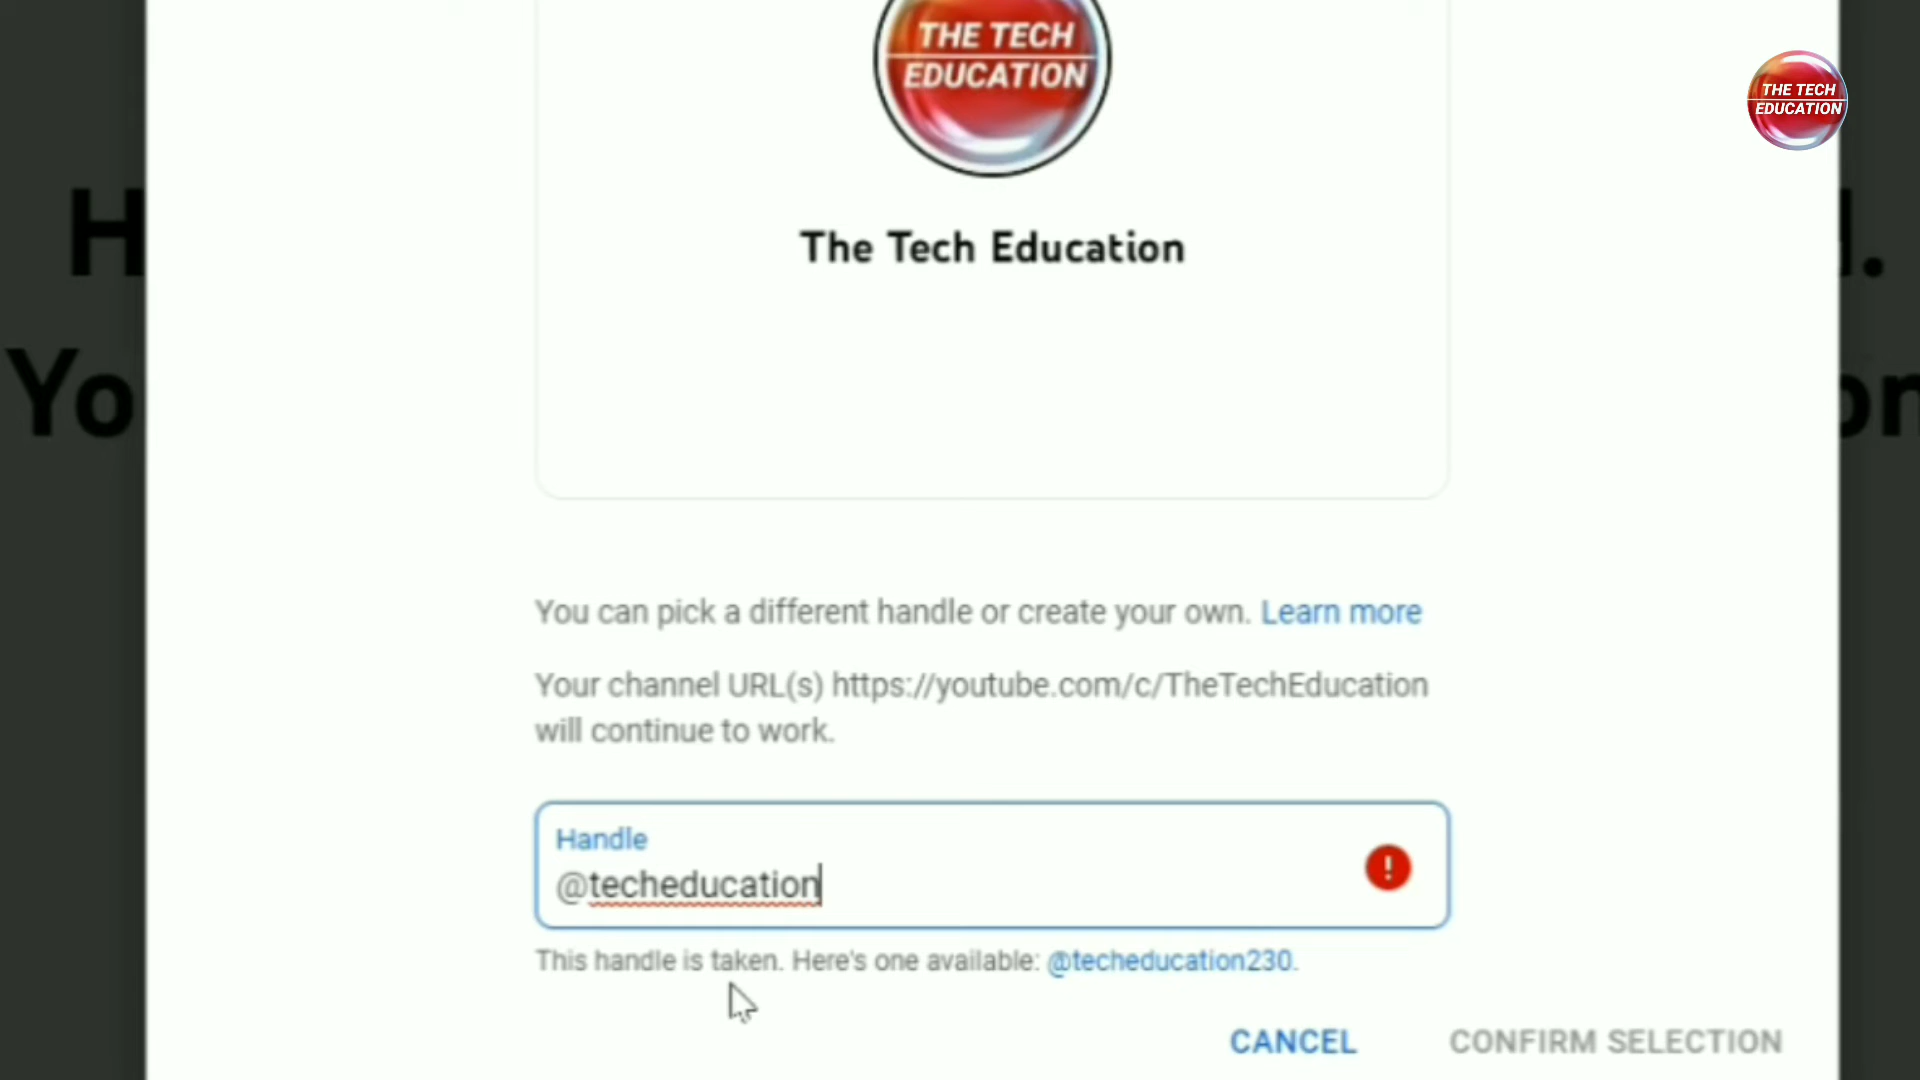 THE TECH
EDUCATION
THE TECH
EDUCATION
The Tech Education
You can pick a different handle or create your own. Learn more
Your channel URL(s) https://youtube.com/c/TheTechEducation
will continue to work.
Handle
@techeducation
This handle is taken. Here's one available: @techeducation230.
CANCEL CONFIRM SELECTION